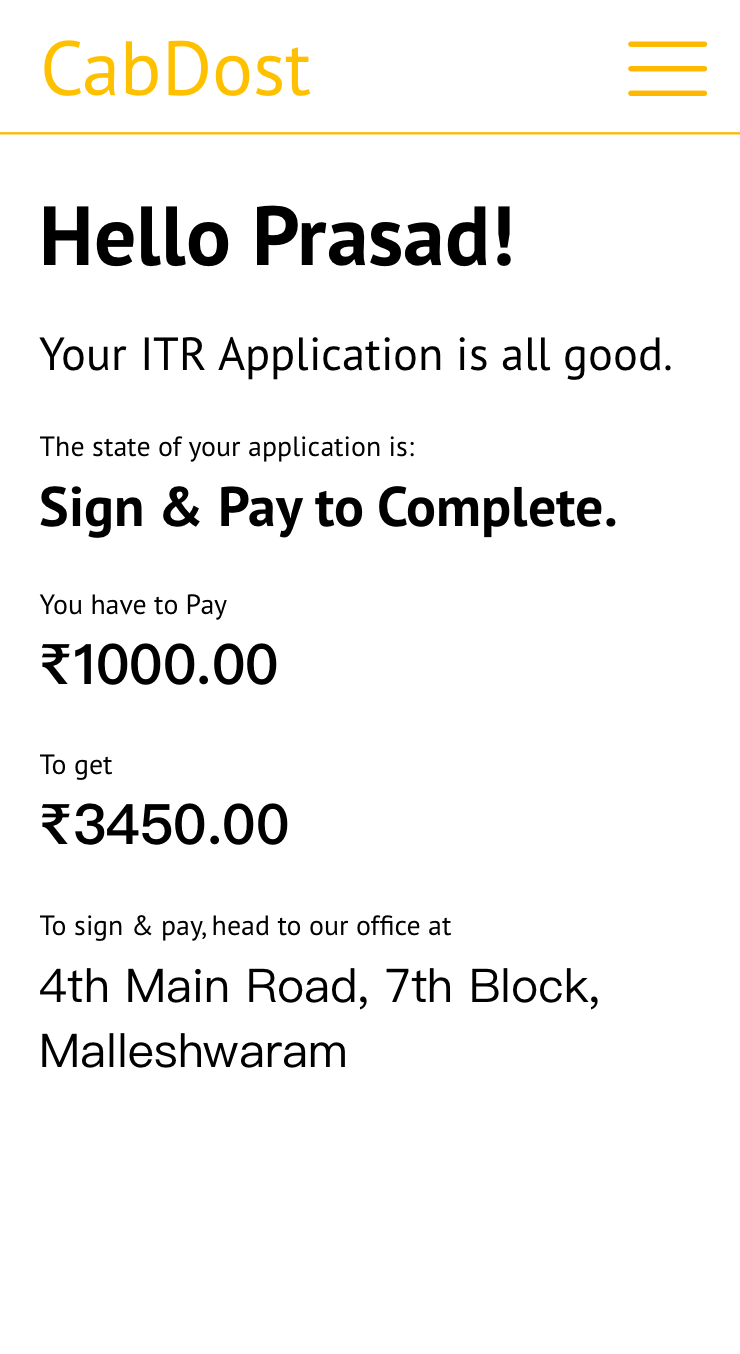 CabDost
Hello Prasad!
Your ITR Application is all good.
The state of your application is:
Sign & Pay to Complete.
You have to Pay
₹1000.00
To get
₹3450.00
To sign & pay, head to our office at
4th Main Road, 7th Block,
Malleshwaram